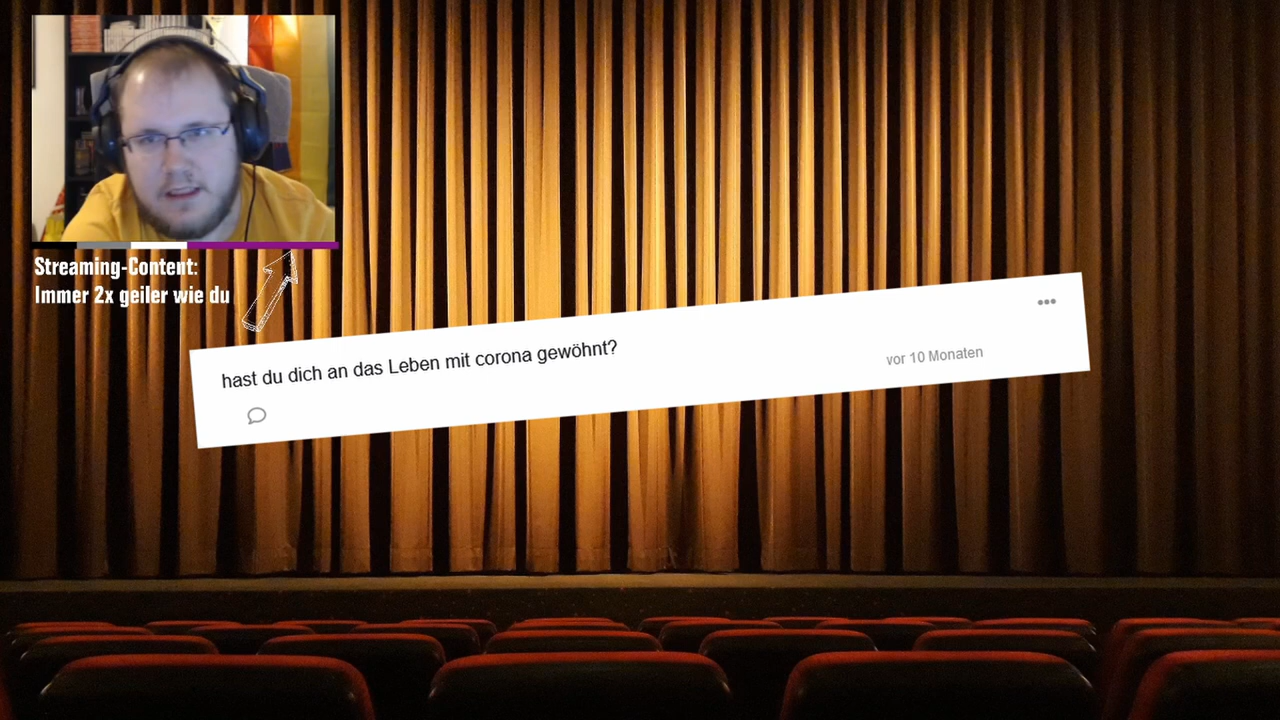 Streaming-Content:
Immer 2x geiler wie du
hast du dich an das Leben mit corona gewöhnt?
vor 10 Monaten